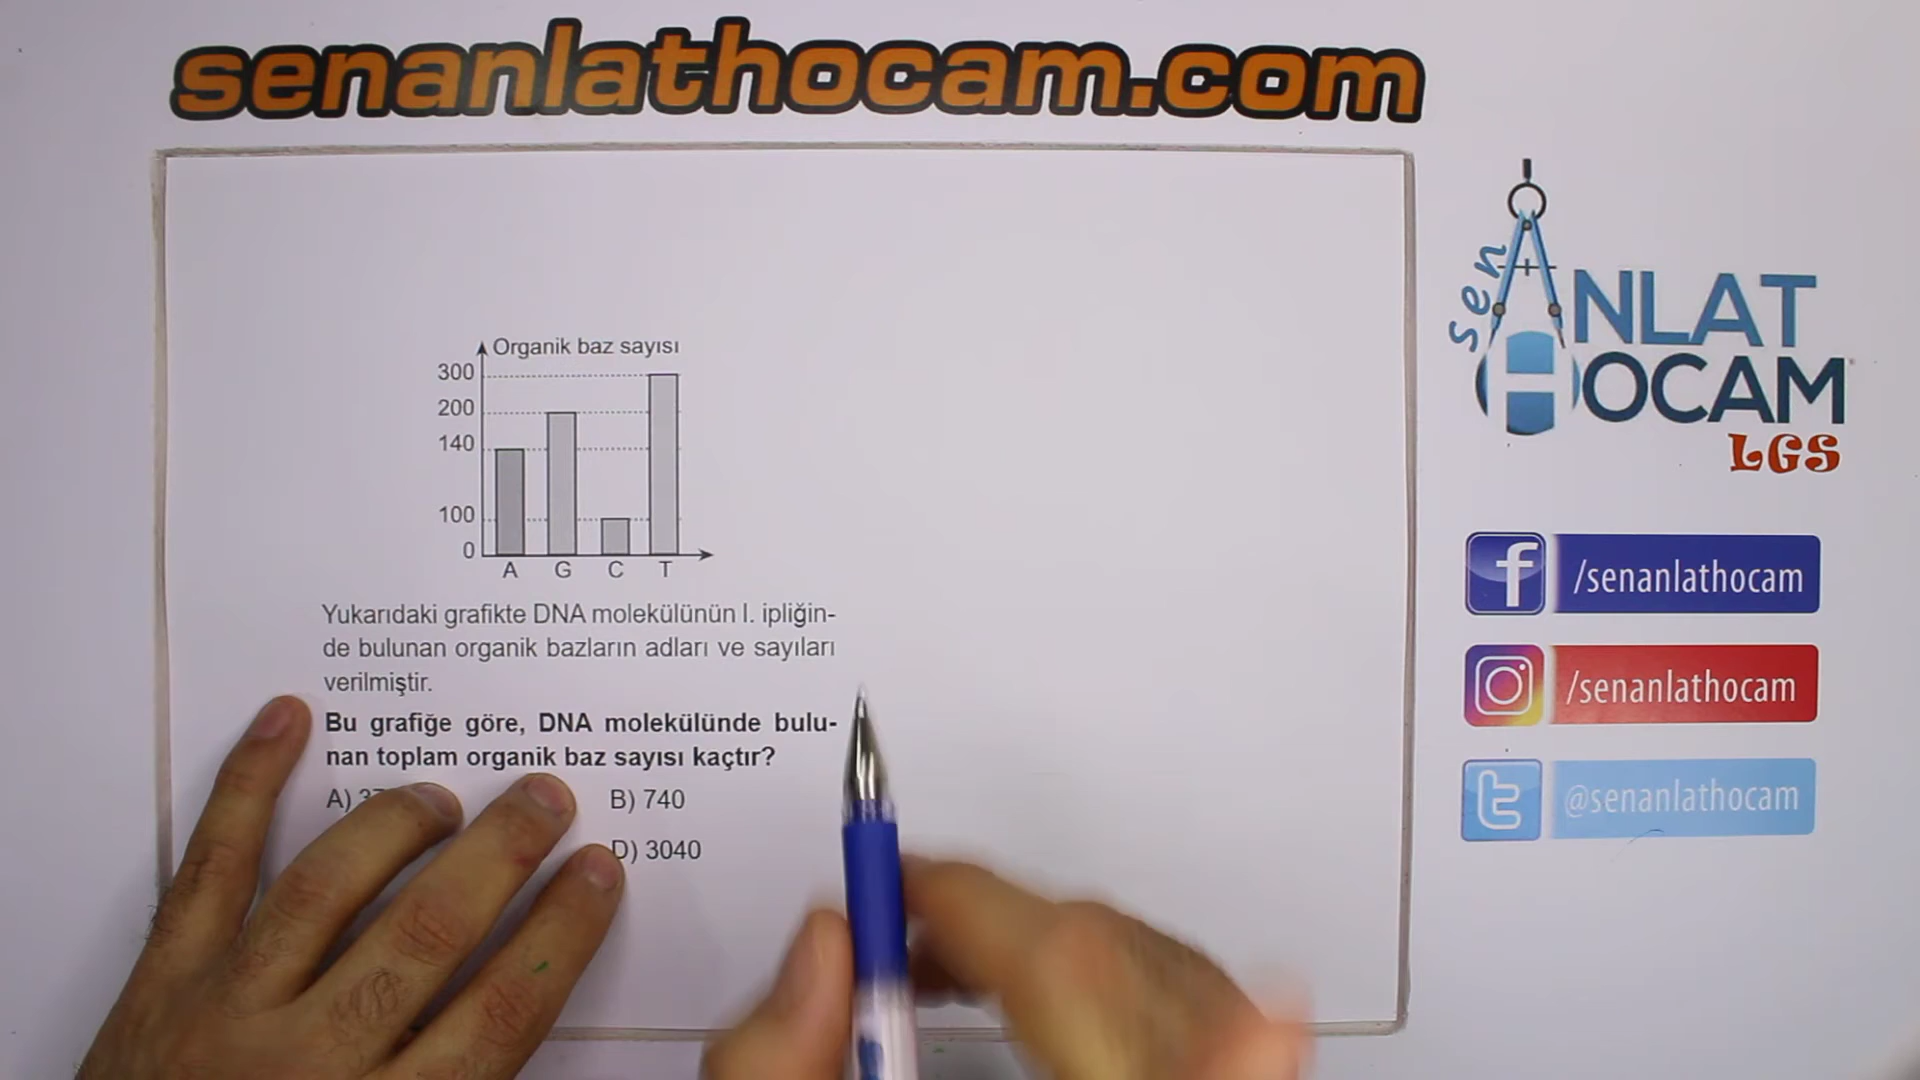 senanlathocam.com
sen
ANLAT
HOCAM
LGS
Organik baz sayısı
300
200
140
100
0
A G C T
Yukarıdaki grafikte DNA molekülünün I. ipliğin-
de bulunan organik bazların adları ve sayıları
verilmiştir.
Bu grafiğe göre, DNA molekülünde bulu-
nan toplam organik baz sayısı kaçtır?
A) B) 740
D) 3040
/senanlathocam
/senanlathocam
@senanlathocam